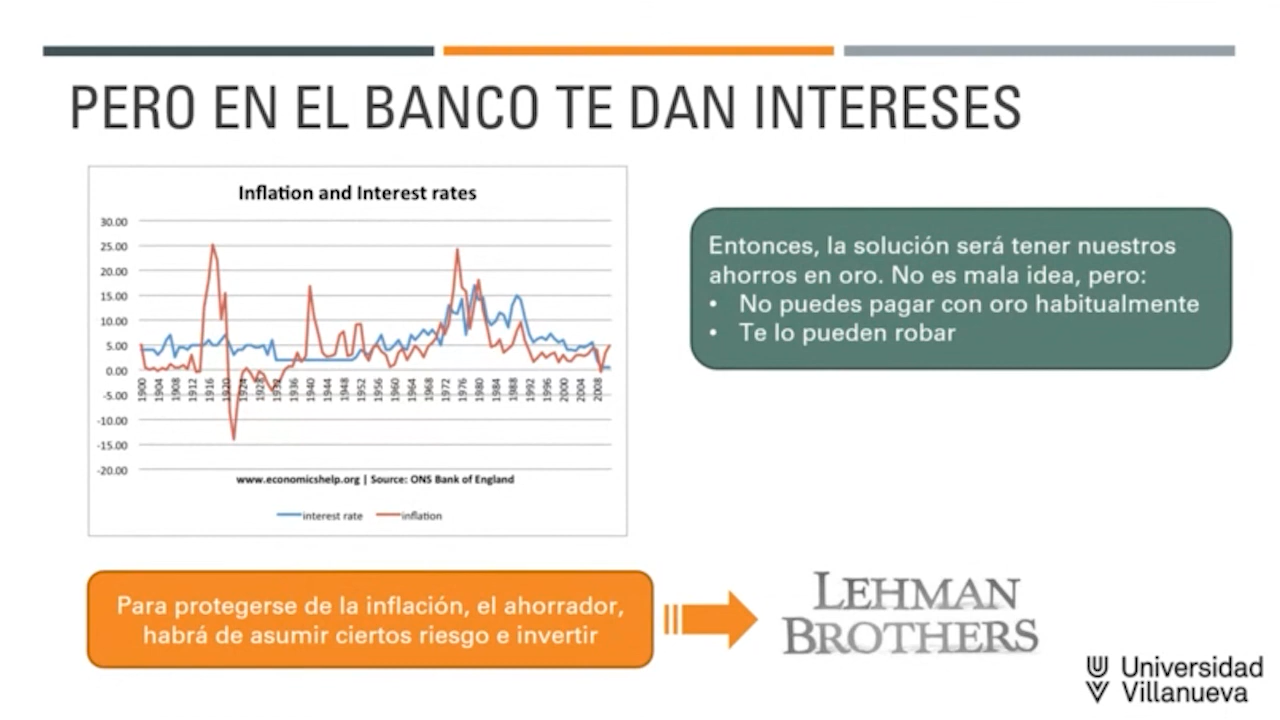 PERO EN EL BANCO TE DAN INTERESES
Inflation and Interest rates
30.00
25.00
20.00
15.00
10.00
5.00
0.00
-5.00
-10.00
-15.00
-20.00
1900
1904
1908
1912
1916
1920
1924
1928
1932
1936
1940
1944
1948
1952
1956
1960
1964
1968
1972
1976
1980
1984
1988
1992
1996
2000
2004
2008
www.economicshelp.org | Source: ONS Bank of England
interest rate
inflation
Entonces, la solución será tener nuestros
ahorros en oro. No es mala idea, pero:
• No puedes pagar con oro habitualmente
• Te lo pueden robar
Para protegerse de la inflación, el ahorrador,
habrá de asumir ciertos riesgo e invertir
LEHMAN
BROTHERS
Universidad
Villanueva